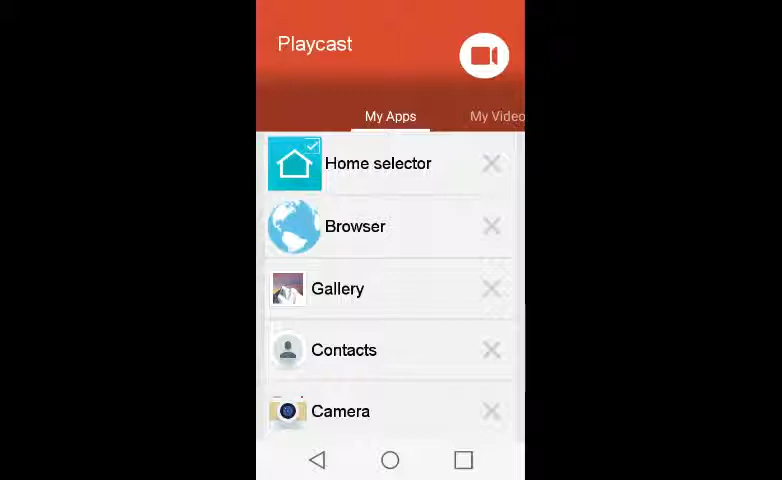 Playcast
My Apps
My Video
Home selector
Browser
Gallery
Contacts
Camera